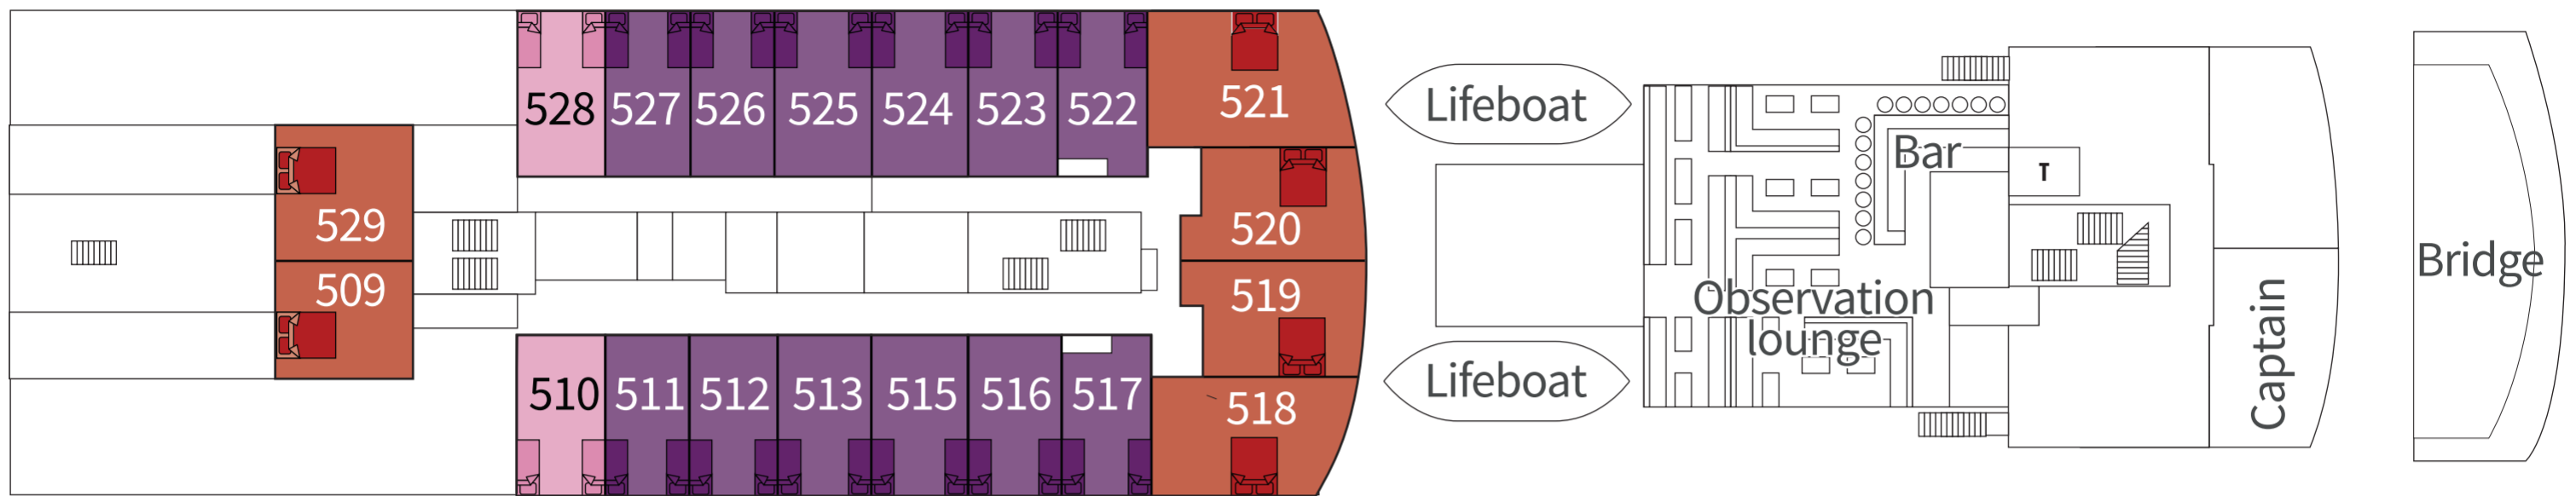 528 527 526 525 524 523 522
521
529
520
509
519
510 511 512 513 515 516 517
518
Lifeboat
Lifeboat
Bar
T
Observation
lounge
Captain
Bridge